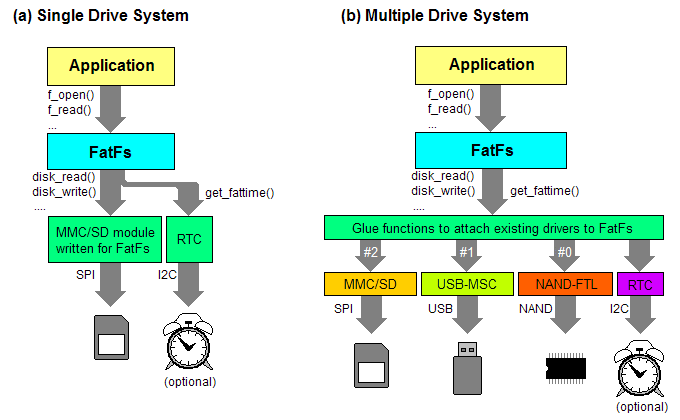 (a) Single Drive System
Application
f_open()
f_read()
...
FatFs
disk_read()
disk_write()
....
get_fattime()
MMC/SD module
written for FatFs
RTC
SPI
I2C
(optional)
(b) Multiple Drive System
Application
f_open()
f_read()
...
FatFs
disk_read()
disk_write()
....
get_fattime()
Glue functions to attach existing drivers to FatFs
#2
#1
#0
MMC/SD
USB-MSC
NAND-FTL
RTC
SPI
USB
NAND
I2C
(optional)